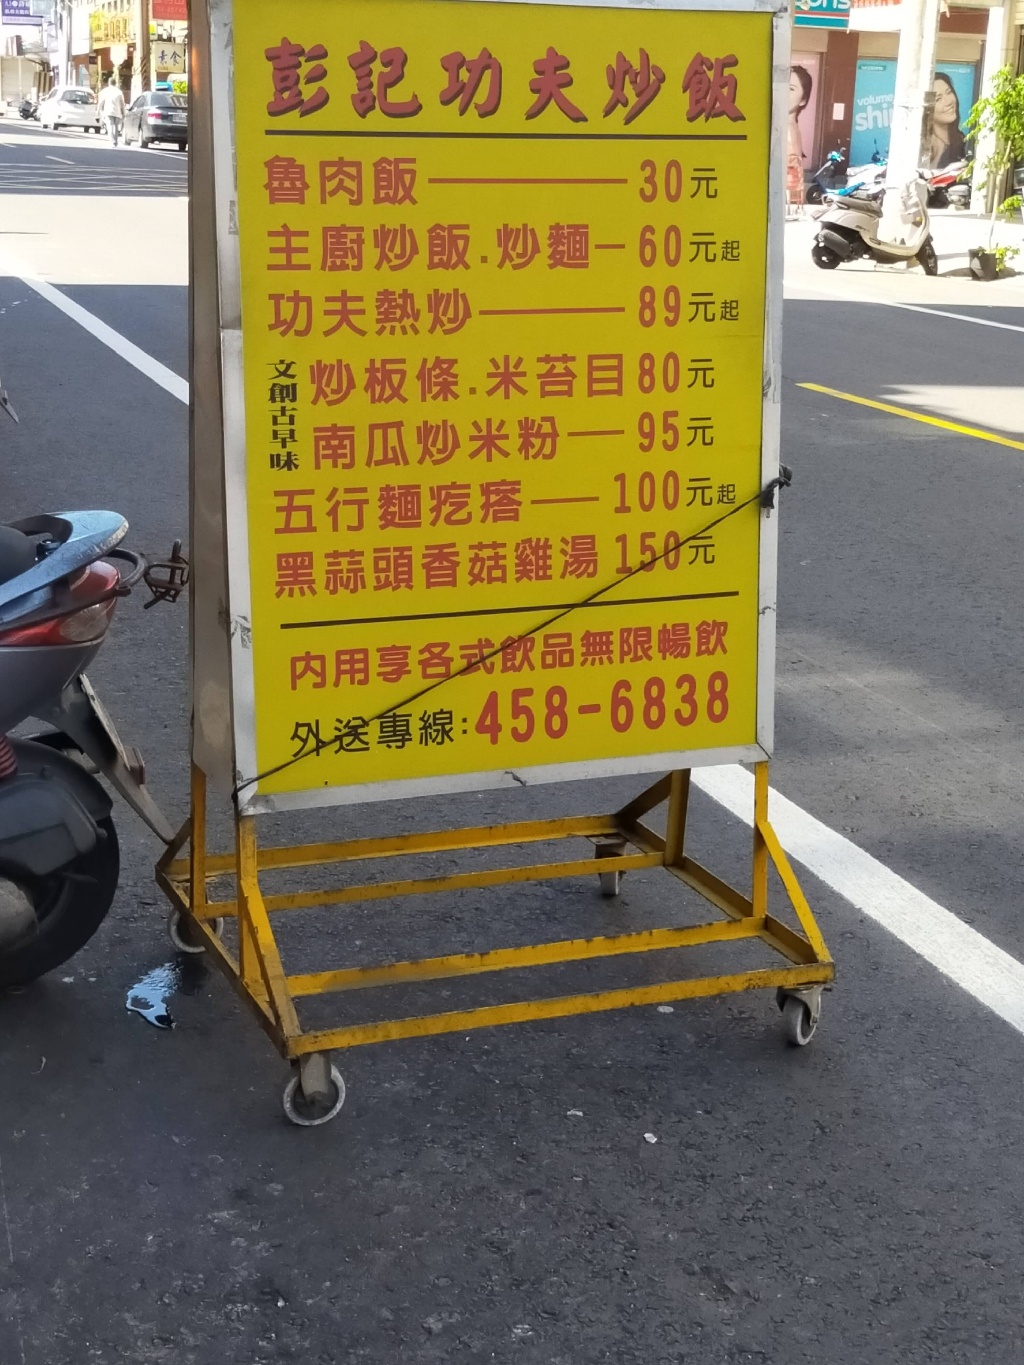 彭記功夫炒飯
魯肉飯 30元
主廚炒飯.炒麵 60元起
功夫熱炒 89元起
文創古早味
炒板條.米苔目 80元
南瓜炒米粉 95元
五行麵疙瘩 100元起
黑蒜頭香菇雞湯 150元
內用享各式飲品無限暢飲
外送專線:458-6838
素食
volume
shi